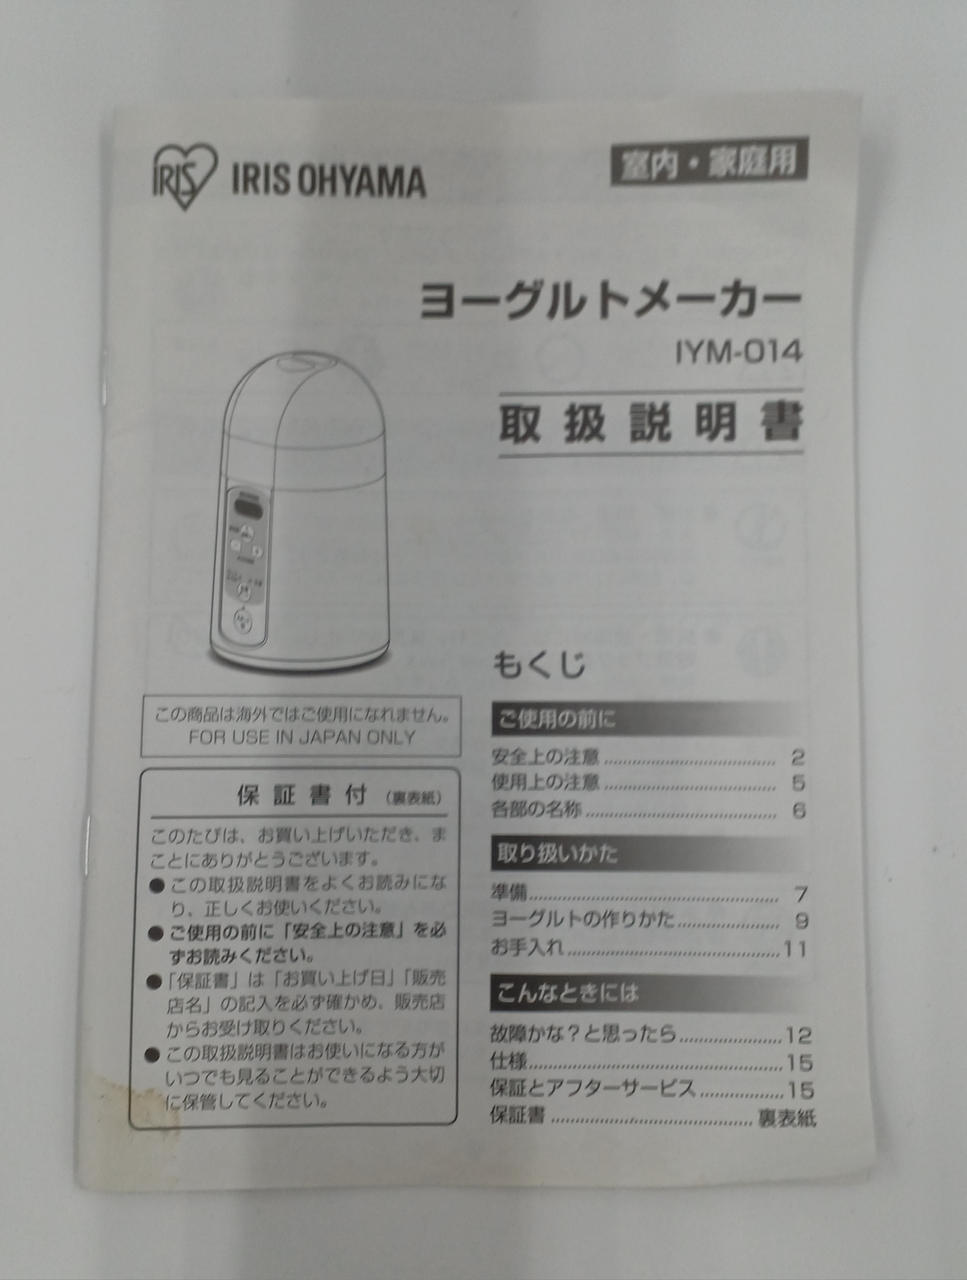 IRIS IRIS OHYAMA
室内・家庭用
ヨーグルトメーカー
IYM-014
取扱説明書
この商品は海外ではご使用になれません。
FOR USE IN JAPAN ONLY
保証書付（裏表紙）
このたびは、お買い上げいただき、ま
ことにありがとうございます。
●この取扱説明書をよくお読みにな
り、正しくお使いください。
●ご使用の前に「安全上の注意」を必
ずお読みください。
●「保証書」は「お買い上げ日」「販売
店名」の記入を必ず確かめ、販売店
からお受け取りください。
●この取扱説明書はお使いになる方が
いつでも見ることができるよう大切
に保管してください。
もくじ
ご使用の前に
安全上の注意 2
使用上の注意 5
各部の名称 6
取り扱いかた
準備 7
ヨーグルトの作りかた 9
お手入れ 11
こんなときには
故障かな？と思ったら 12
仕様 15
保証とアフターサービス 15
保証書 裏表紙